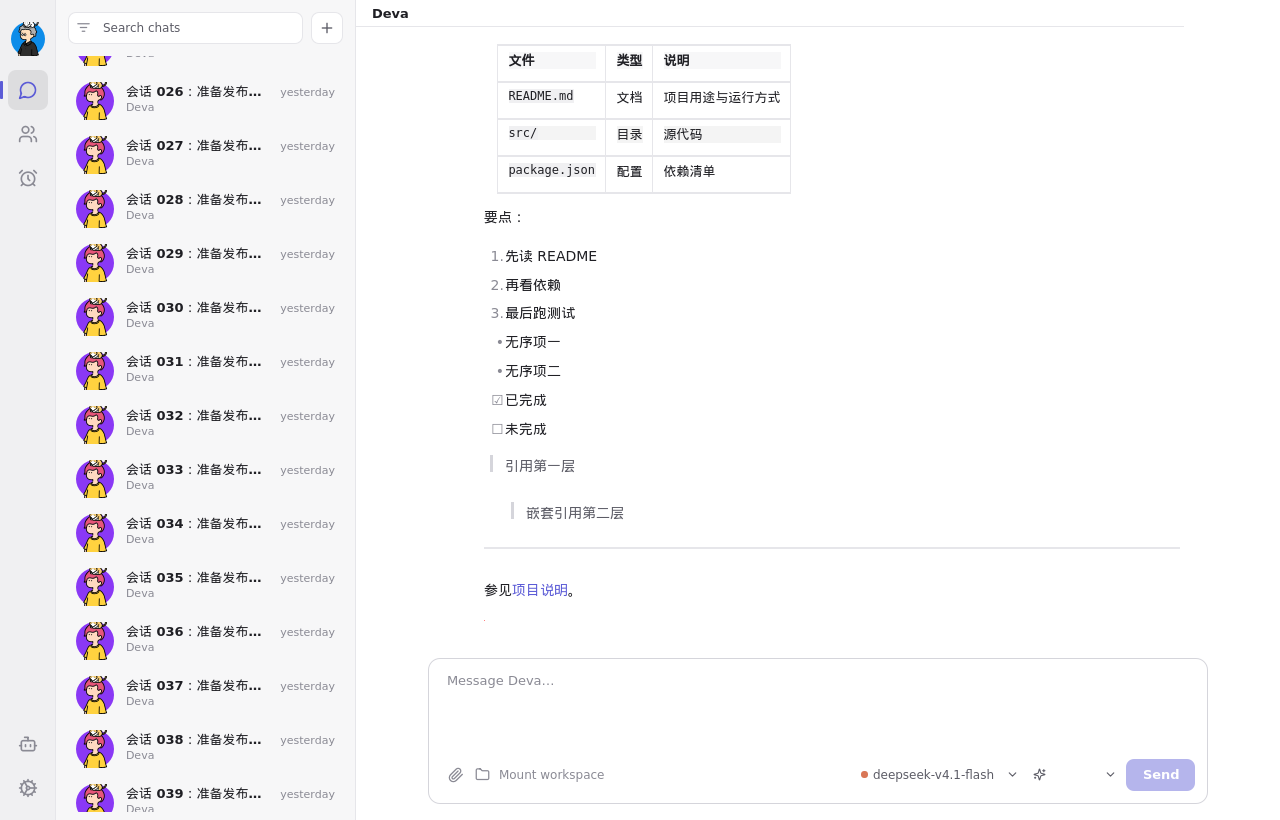 Search chats
Deva
会话 026：准备发布... yesterday
Deva
会话 027：准备发布... yesterday
Deva
会话 028：准备发布... yesterday
Deva
会话 029：准备发布... yesterday
Deva
会话 030：准备发布... yesterday
Deva
会话 031：准备发布... yesterday
Deva
会话 032：准备发布... yesterday
Deva
会话 033：准备发布... yesterday
Deva
会话 034：准备发布... yesterday
Deva
会话 035：准备发布... yesterday
Deva
会话 036：准备发布... yesterday
Deva
会话 037：准备发布... yesterday
Deva
会话 038：准备发布... yesterday
Deva
会话 039：准备发布... yesterday
Deva
Deva
文件 类型 说明
README.md 文档 项目用途与运行方式
src/ 目录 源代码
package.json 配置 依赖清单
要点：
1. 先读 README
2. 再看依赖
3. 最后跑测试
• 无序项一
• 无序项二
☑ 已完成
☐ 未完成
引用第一层
嵌套引用第二层
参见项目说明。
Message Deva...
Mount workspace deepseek-v4.1-flash Send